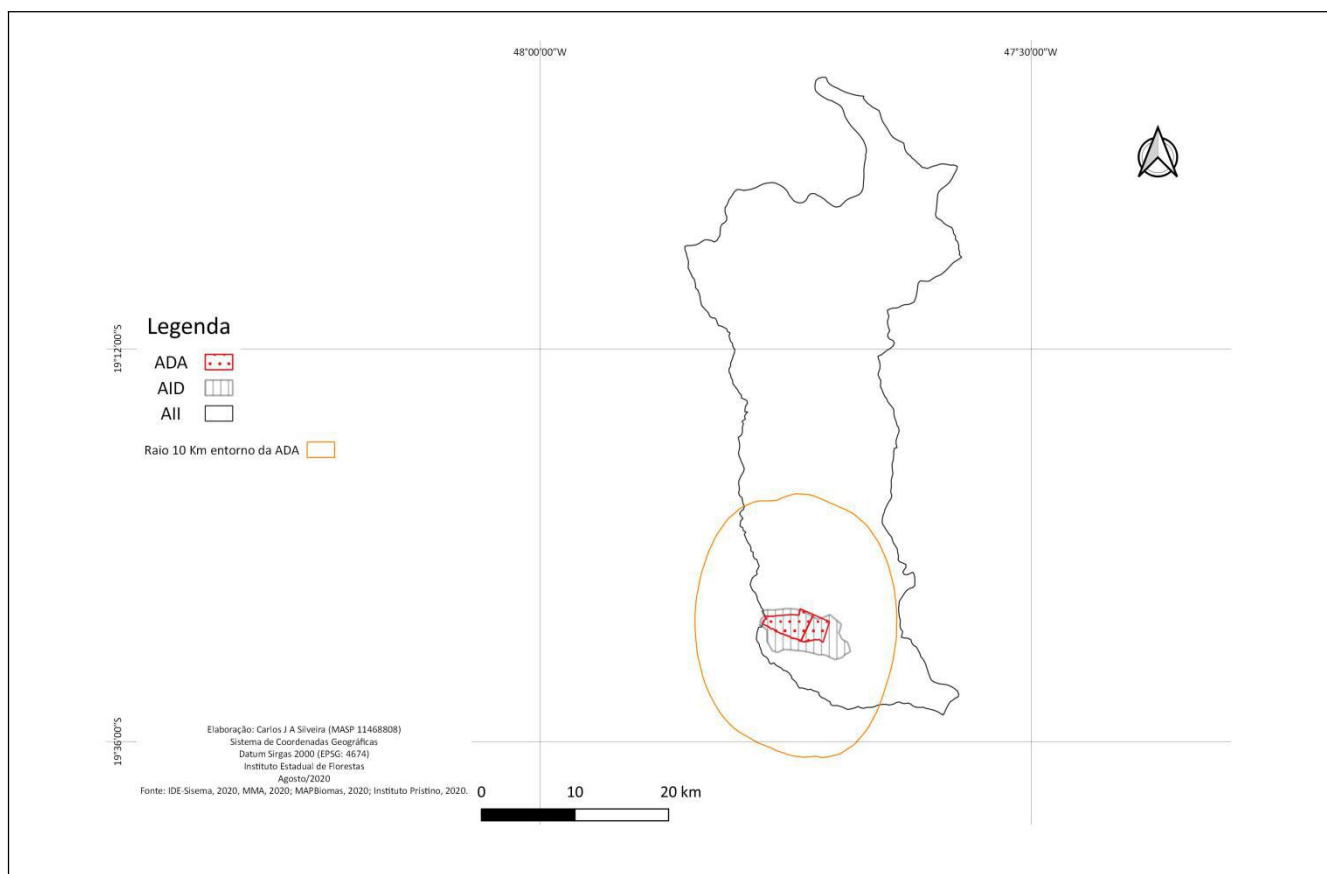 48°00'00"W
47°30'00"W
19°12'00"S
Legenda
ADA
AID
AII
Raio 10 Km entorno da ADA
19°36'00"S
Elaboração: Carlos J A Silveira (MASP 11468808)
Sistema de Coordenadas Geográficas
Datum Sirgas 2000 (EPSG: 4674)
Instituto Estadual de Florestas
Agosto/2020
Fonte: IDE-Sisema, 2020, MMA, 2020; MAPBiomas, 2020; Instituto Prístino, 2020.
0 10 20 km